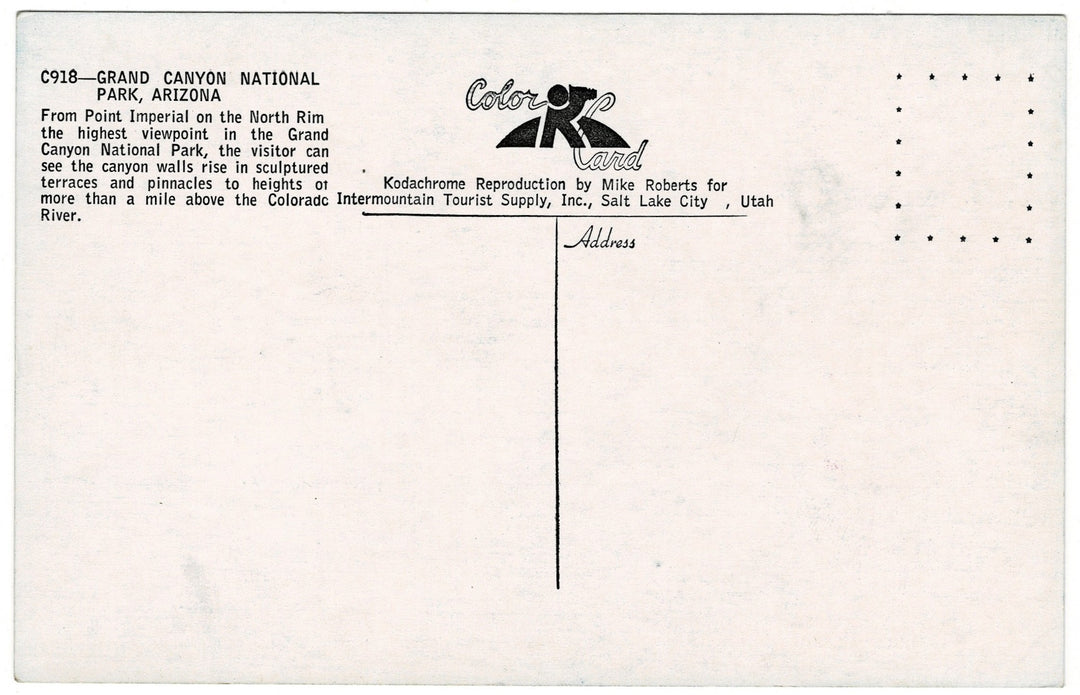 C918—GRAND CANYON NATIONAL
PARK, ARIZONA
From Point Imperial on the North Rim
the highest viewpoint in the Grand
Canyon National Park, the visitor can
see the canyon walls rise in sculptured
terraces and pinnacles to heights of
more than a mile above the Colorado
River.
Color
Card
Kodachrome Reproduction by Mike Roberts for
Intermountain Tourist Supply, Inc., Salt Lake City , Utah
Address